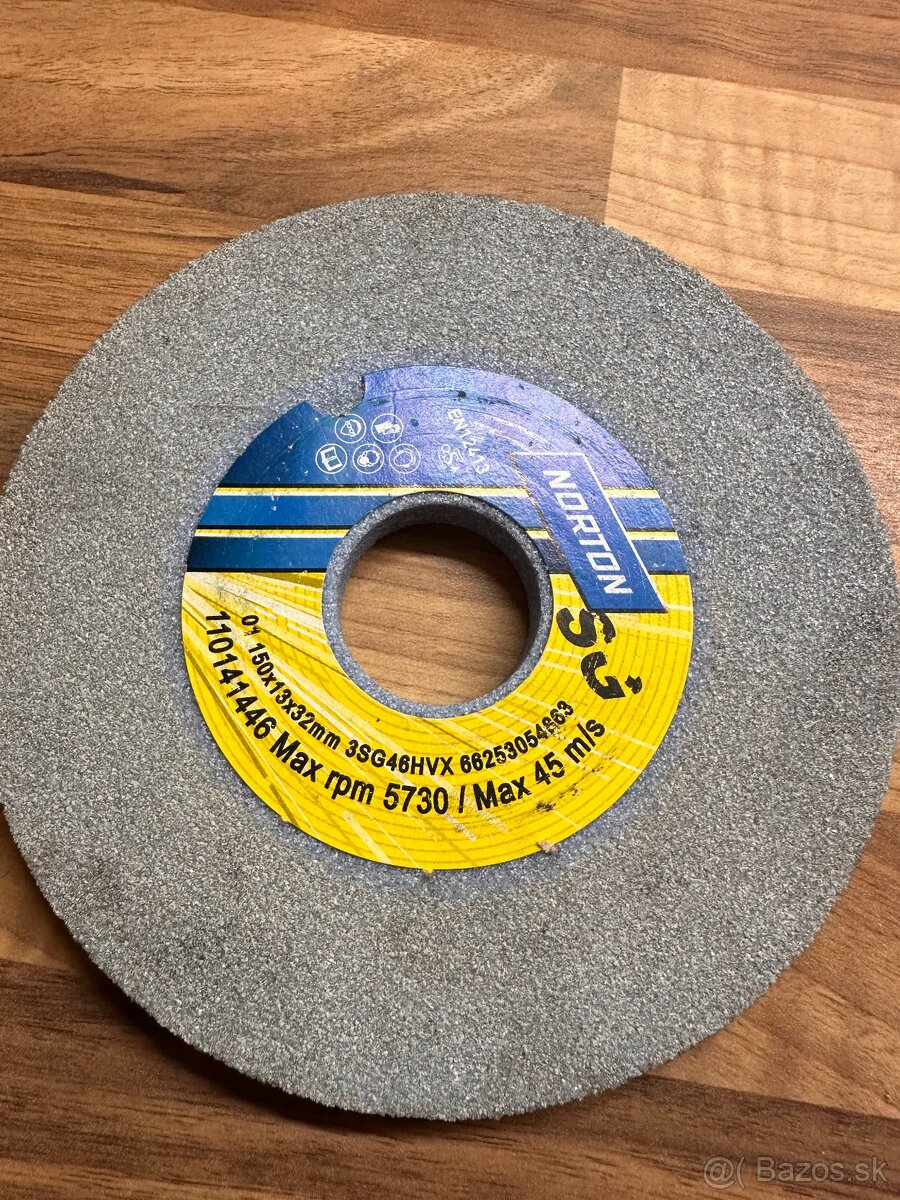 EN12413
NORTON
SG
01 150x13x32mm 3SG46HVX 66253054863
110141446 Max rpm 5730 / Max 45 m/s
@( Bazos.sk